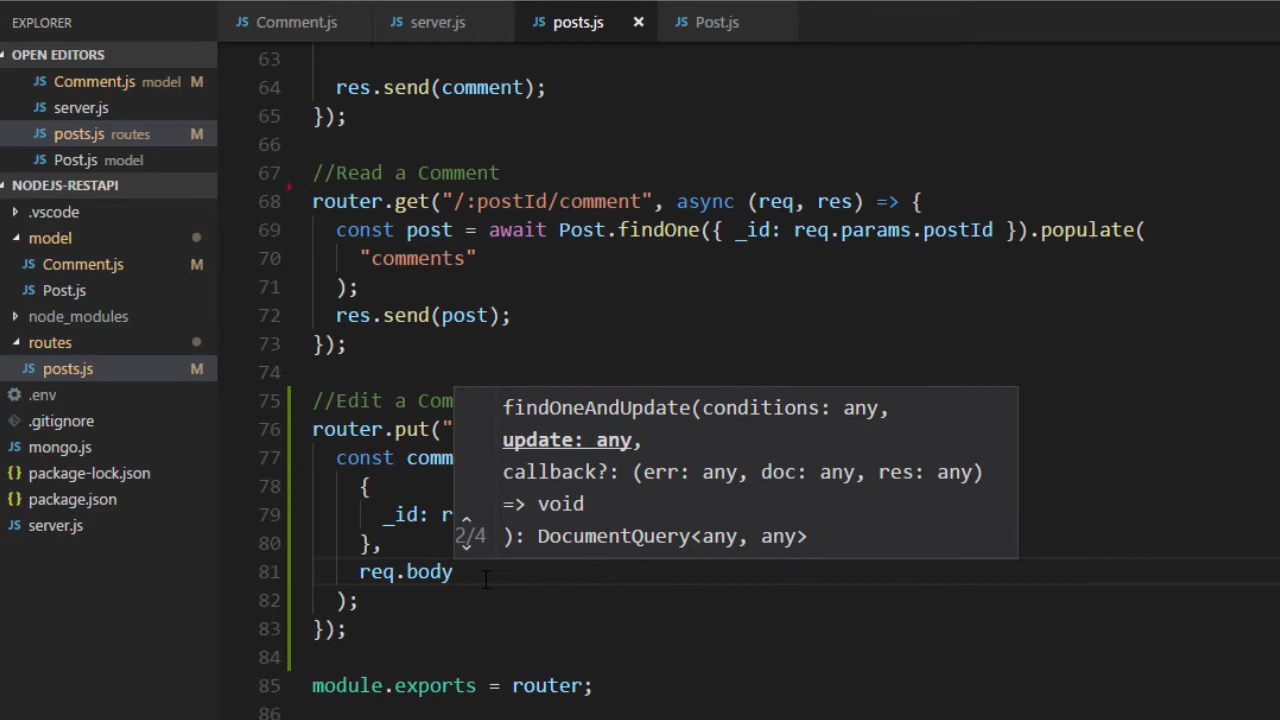 EXPLORER
JS Comment.js
JS server.js
JS posts.js ×
JS Post.js
OPEN EDITORS
JS Comment.js model M
JS server.js
JS posts.js routes M
JS Post.js model
NODEJS-RESTAPI
.vscode
model
JS Comment.js M
JS Post.js
node_modules
routes
JS posts.js M
.env
.gitignore
JS mongo.js
{} package-lock.json
{} package.json
JS server.js
63
64 res.send(comment);
65 });
66
67 //Read a Comment
68 router.get("/:postId/comment", async (req, res) => {
69 const post = await Post.findOne({ _id: req.params.postId }).populate(
70 "comments"
71 );
72 res.send(post);
73 });
74
75 //Edit a Com
76 router.put("
77 const comm
78 {
79 _id: r
80 },
81 req.body
82 );
83 });
84
85 module.exports = router;
86
findOneAndUpdate(conditions: any,
update: any,
callback?: (err: any, doc: any, res: any)
=> void
2/4 ): DocumentQuery<any, any>